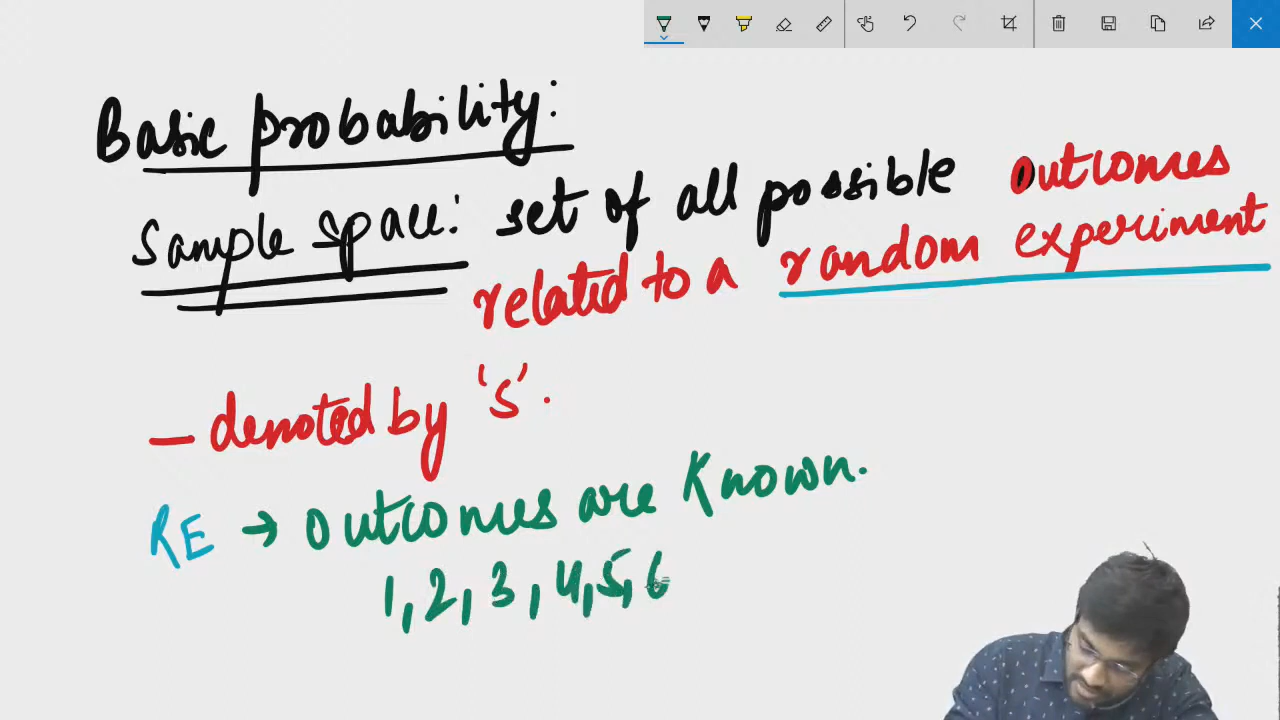 Basic probability:
Sample space: set of all possible outcomes
related to a random experiment
— denoted by 'S'.
RE → outcomes are known.
1, 2, 3, 4, 5, 6